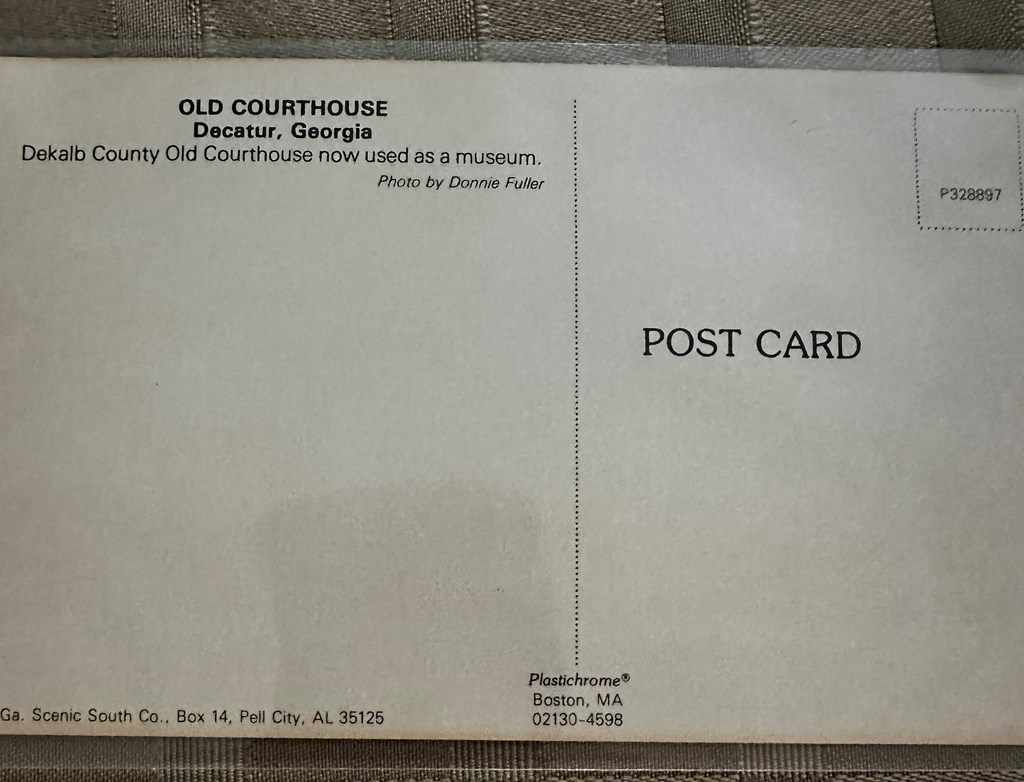 OLD COURTHOUSE
Decatur, Georgia
Dekalb County Old Courthouse now used as a museum.
Photo by Donnie Fuller
P328897
POST CARD
Plastichrome®
Boston, MA
02130-4598
Ga. Scenic South Co., Box 14, Pell City, AL 35125